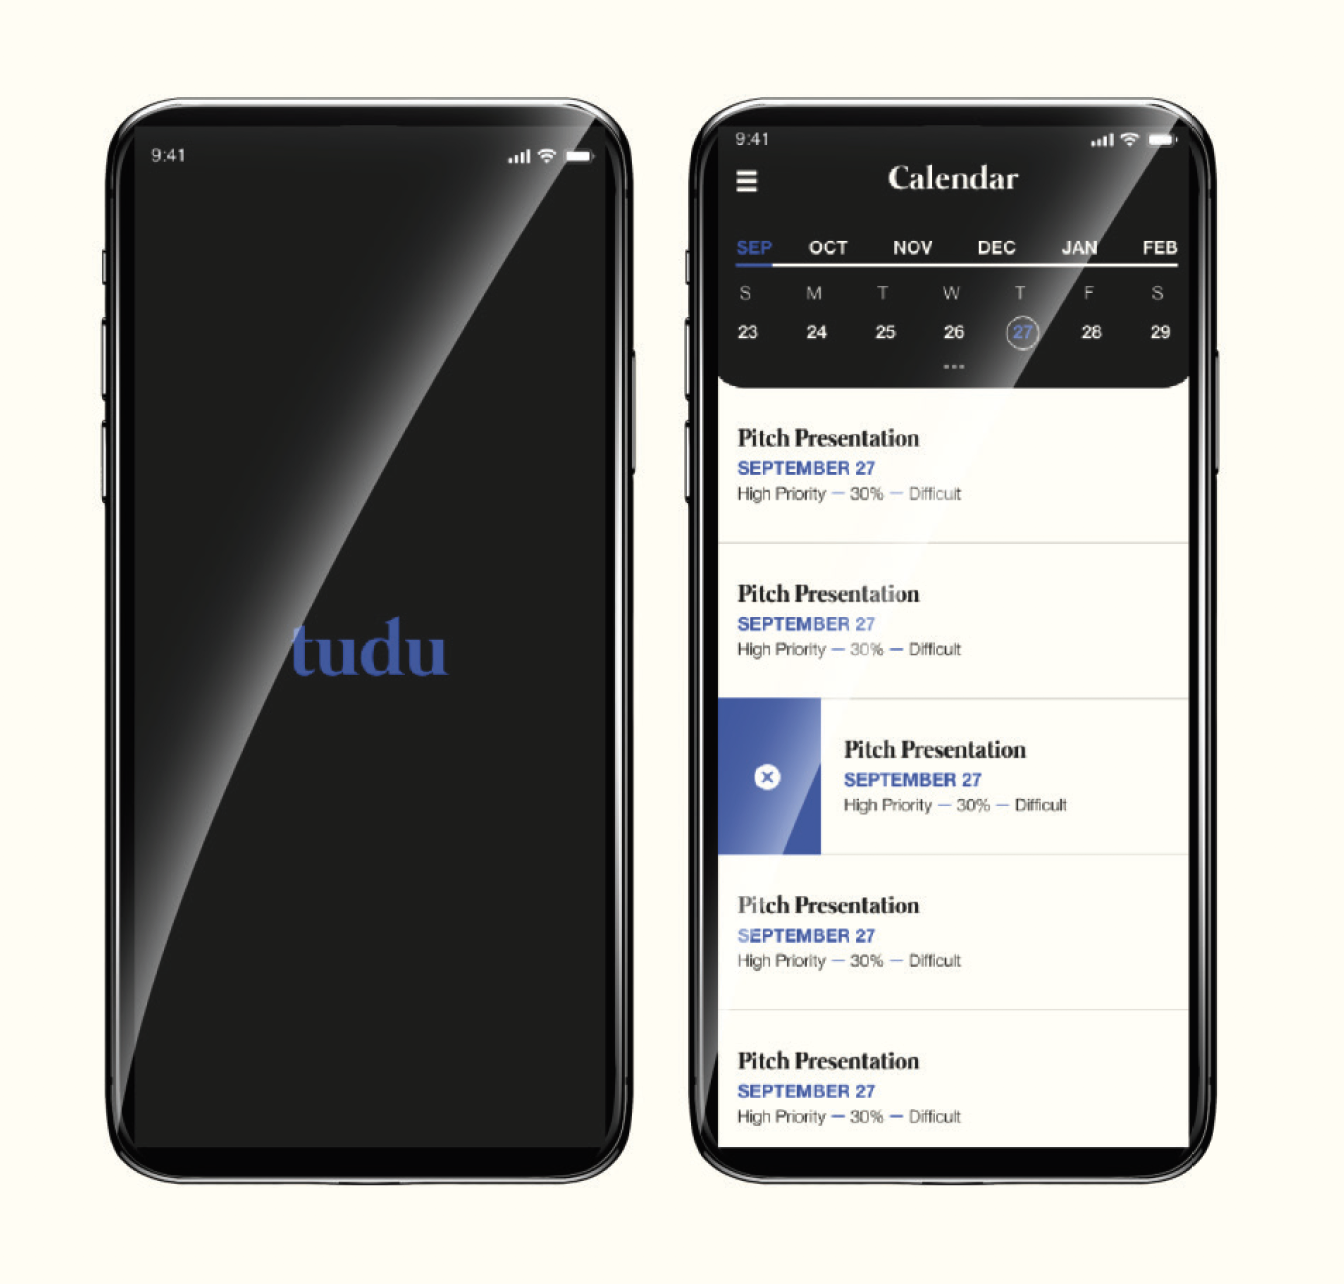 9:41
tudu
9:41
Calendar
SEP OCT NOV DEC JAN FEB
S M T W T F S
23 24 25 26 27 28 29
Pitch Presentation
SEPTEMBER 27
High Priority — 30% — Difficult
Pitch Presentation
SEPTEMBER 27
High Priority — 30% — Difficult
Pitch Presentation
SEPTEMBER 27
High Priority — 30% — Difficult
Pitch Presentation
SEPTEMBER 27
High Priority — 30% — Difficult
Pitch Presentation
SEPTEMBER 27
High Priority — 30% — Difficult